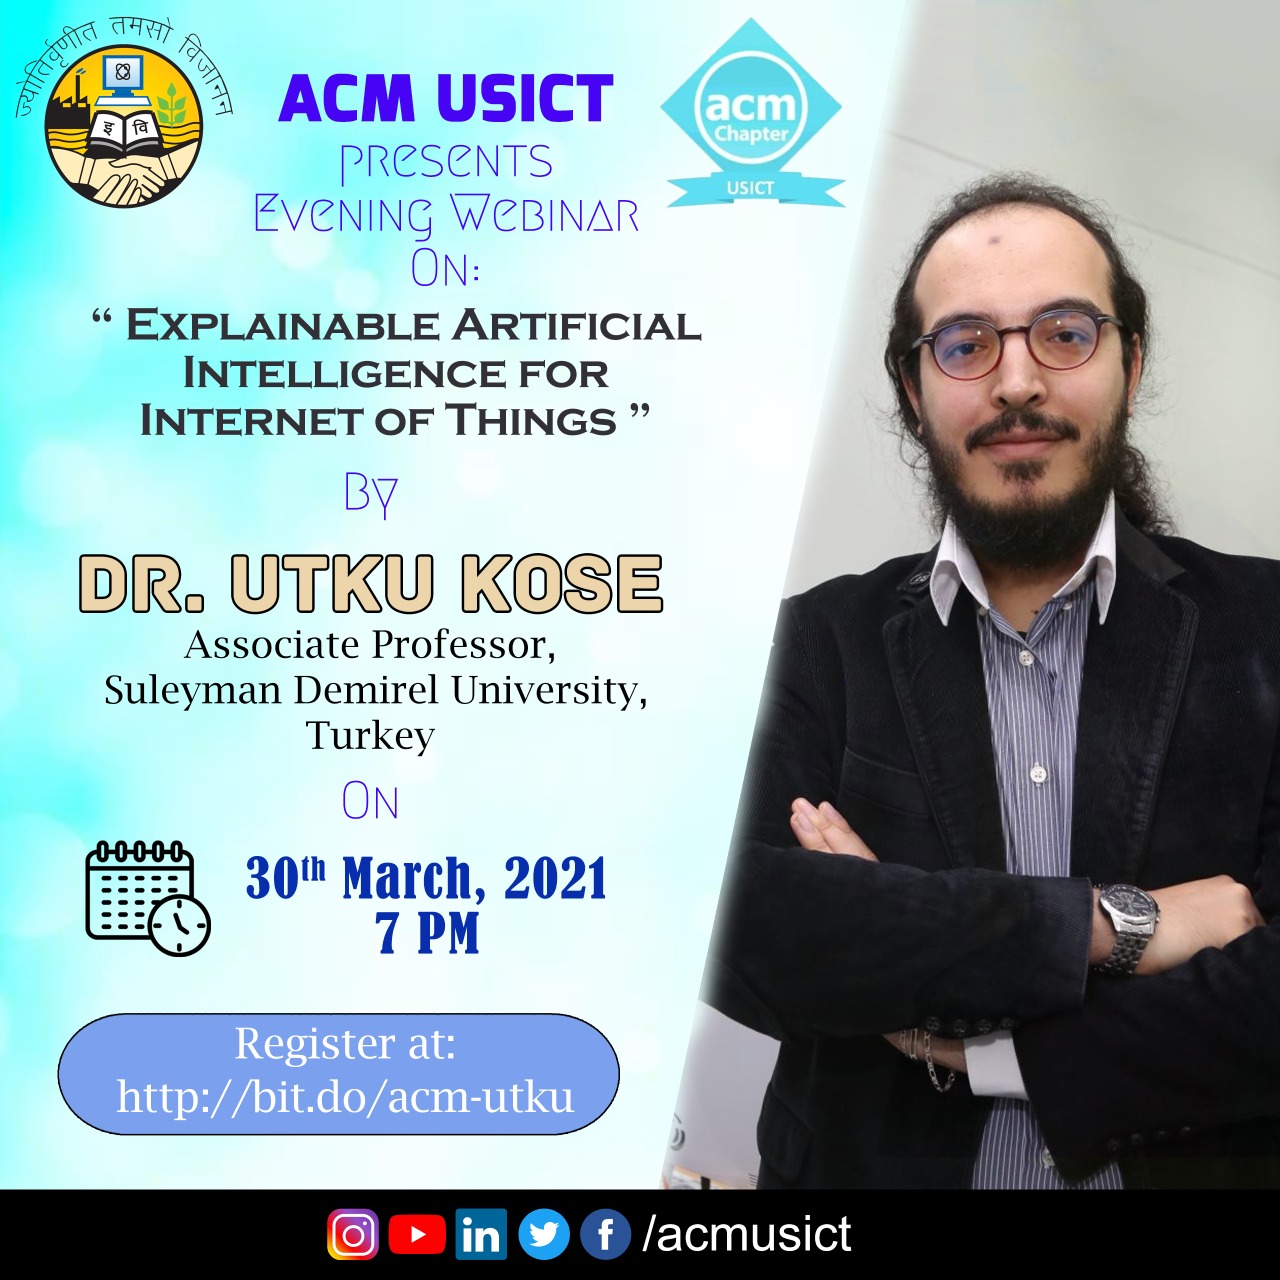 ज्योतिर्वृणीत तमसो विजानन
इ वि
ACM USICT
PRESENTS
EVENING WEBINAR
ON:
acm
Chapter
USICT
“ EXPLAINABLE ARTIFICIAL
INTELLIGENCE FOR
INTERNET OF THINGS ”
BY
DR. UTKU KOSE
Associate Professor,
Suleyman Demirel University,
Turkey
ON
30th March, 2021
7 PM
Register at:
http://bit.do/acm-utku
in f /acmusict